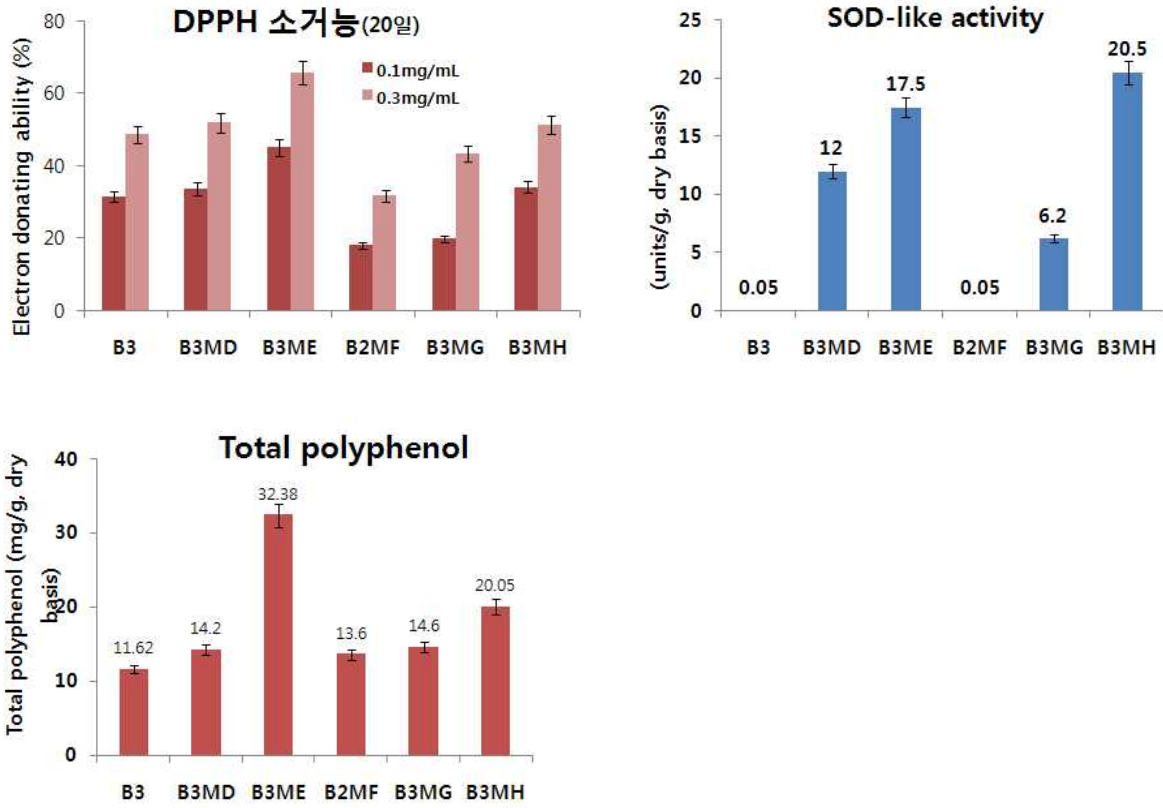 DPPH 소거능(20일)
Electron donating ability (%)
80
60
40
20
0
0.1mg/mL
0.3mg/mL
B3 B3MD B3ME B2MF B3MG B3MH
SOD-like activity
(units/g, dry basis)
25
20
15
10
5
0
0.05 12 17.5 0.05 6.2 20.5
B3 B3MD B3ME B2MF B3MG B3MH
Total polyphenol
Total polyphenol (mg/g, dry
basis)
40
30
20
10
0
11.62 14.2 32.38 13.6 14.6 20.05
B3 B3MD B3ME B2MF B3MG B3MH